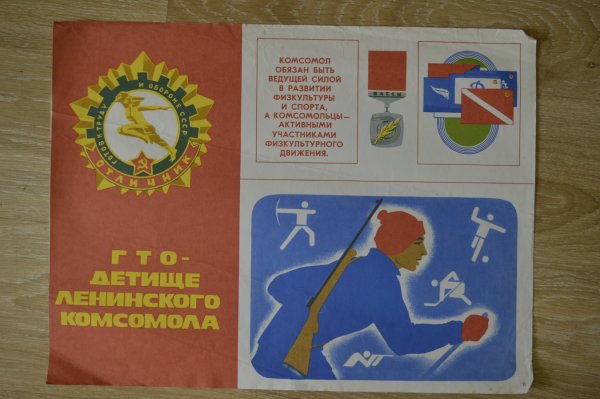 ГОТОВ К ТРУДУ И ОБОРОНЕ СССР
ОТЛИЧНИК
ГТО-
ДЕТИЩЕ
ЛЕНИНСКОГО
КОМСОМОЛА
КОМСОМОЛ
ОБЯЗАН БЫТЬ
ВЕДУЩЕЙ СИЛОЙ
В РАЗВИТИИ
ФИЗКУЛЬТУРЫ
И СПОРТА,
А КОМСОМОЛЬЦЫ—
АКТИВНЫМИ
УЧАСТНИКАМИ
ФИЗКУЛЬТУРНОГО
ДВИЖЕНИЯ.